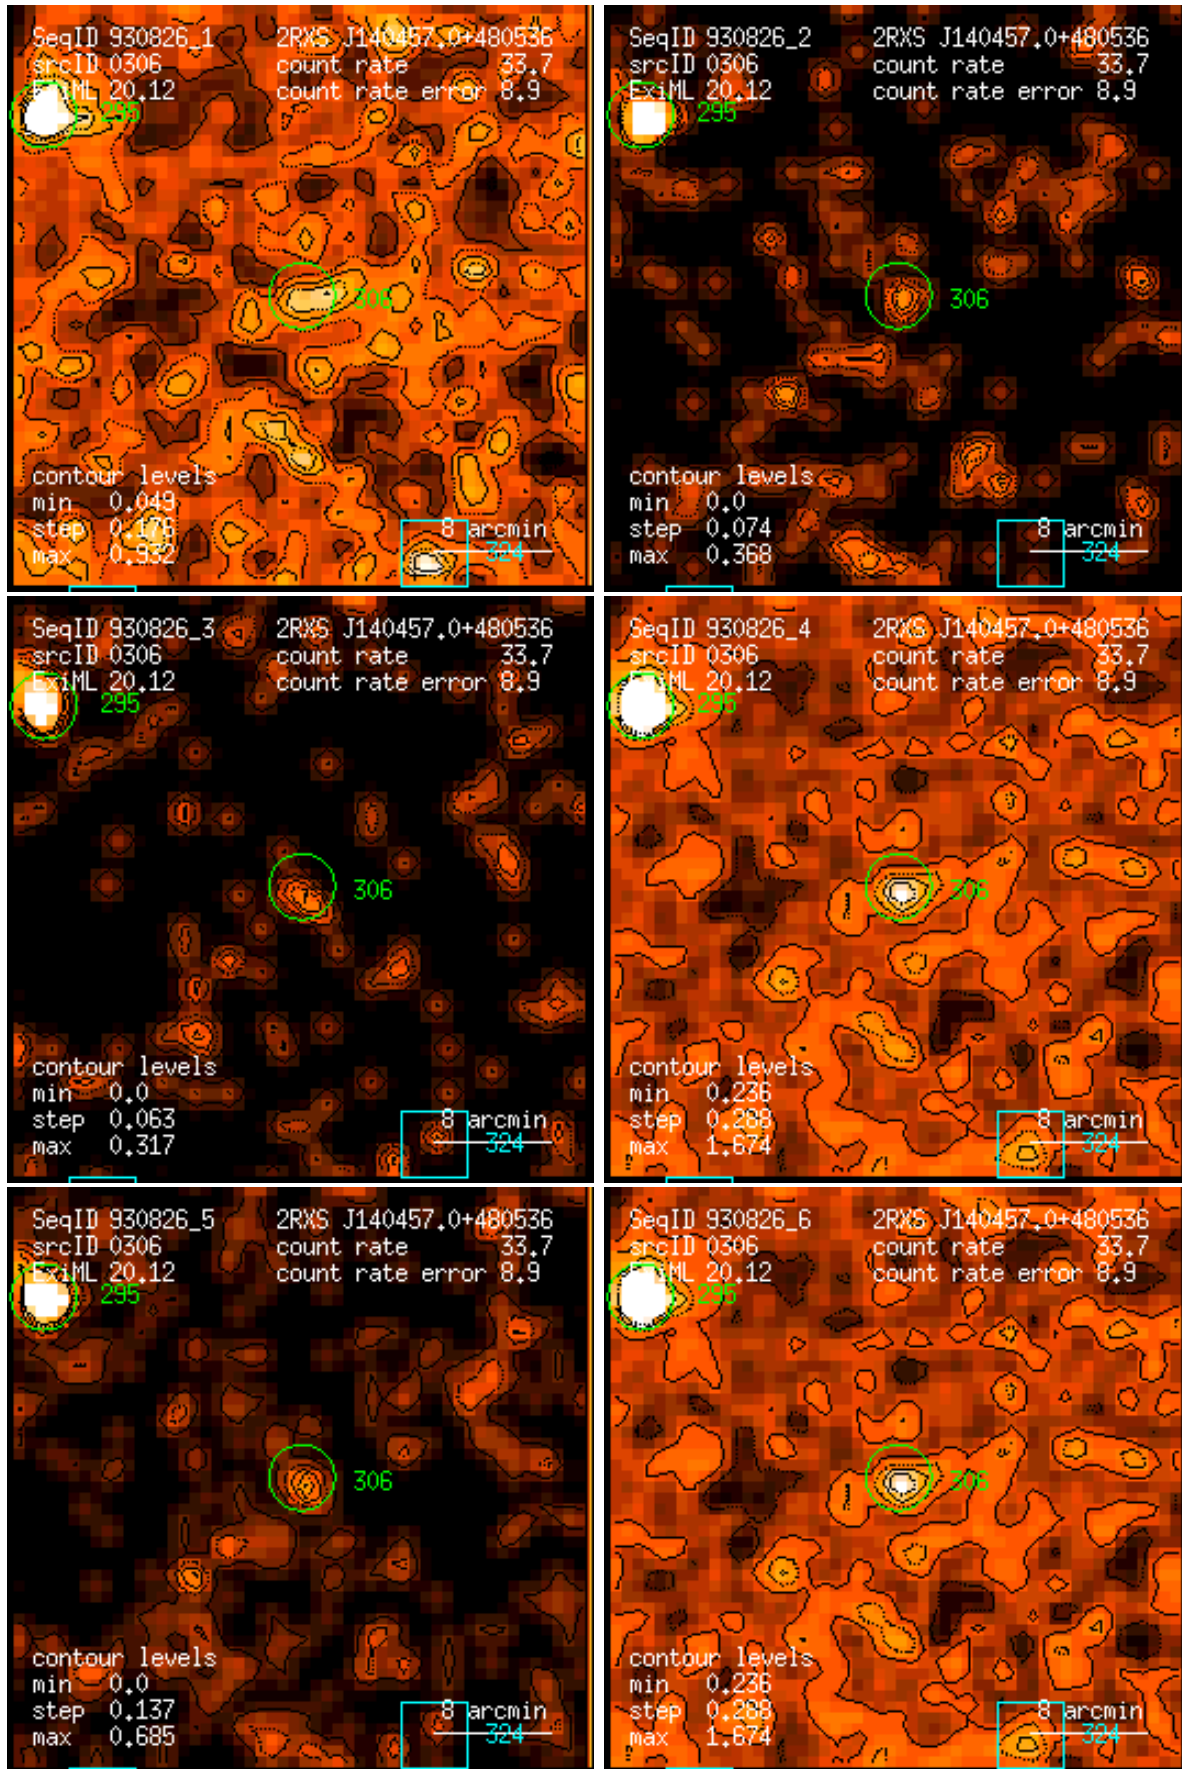 SeqID 930826_1 2RXS J140457.0+480536
srcID 0306 count rate 33.7
ExiML 20.12 count rate error 8.9
295
306
contour levels
min 0.049
step 0.176
max 0.932
8 arcmin
324
SeqID 930826_2 2RXS J140457.0+480536
srcID 0306 count rate 33.7
ExiML 20.12 count rate error 8.9
295
306
contour levels
min 0.0
step 0.074
max 0.368
8 arcmin
324
SeqID 930826_3 2RXS J140457.0+480536
srcID 0306 count rate 33.7
ExiML 20.12 count rate error 8.9
295
306
contour levels
min 0.0
step 0.063
max 0.317
8 arcmin
324
SeqID 930826_4 2RXS J140457.0+480536
srcID 0306 count rate 33.7
ExiML 20.12 count rate error 8.9
295
306
contour levels
min 0.236
step 0.288
max 1.674
8 arcmin
324
SeqID 930826_5 2RXS J140457.0+480536
srcID 0306 count rate 33.7
ExiML 20.12 count rate error 8.9
295
306
contour levels
min 0.0
step 0.137
max 0.685
8 arcmin
324
SeqID 930826_6 2RXS J140457.0+480536
srcID 0306 count rate 33.7
ExiML 20.12 count rate error 8.9
295
306
contour levels
min 0.236
step 0.288
max 1.674
8 arcmin
324